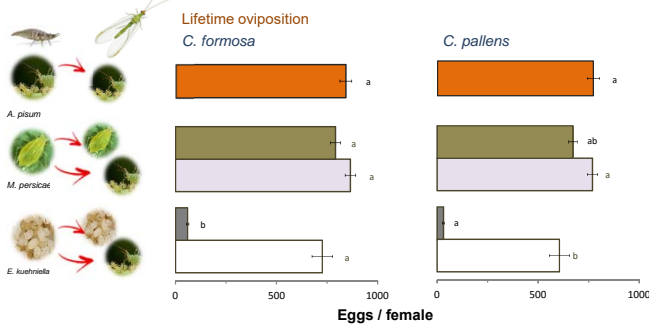 Lifetime oviposition
C. formosa
C. pallens
a
a
A. pisum
a
ab
a
a
M. persicae
b
a
a
b
E. kuehniella
0
500
1000
0
500
1000
Eggs / female